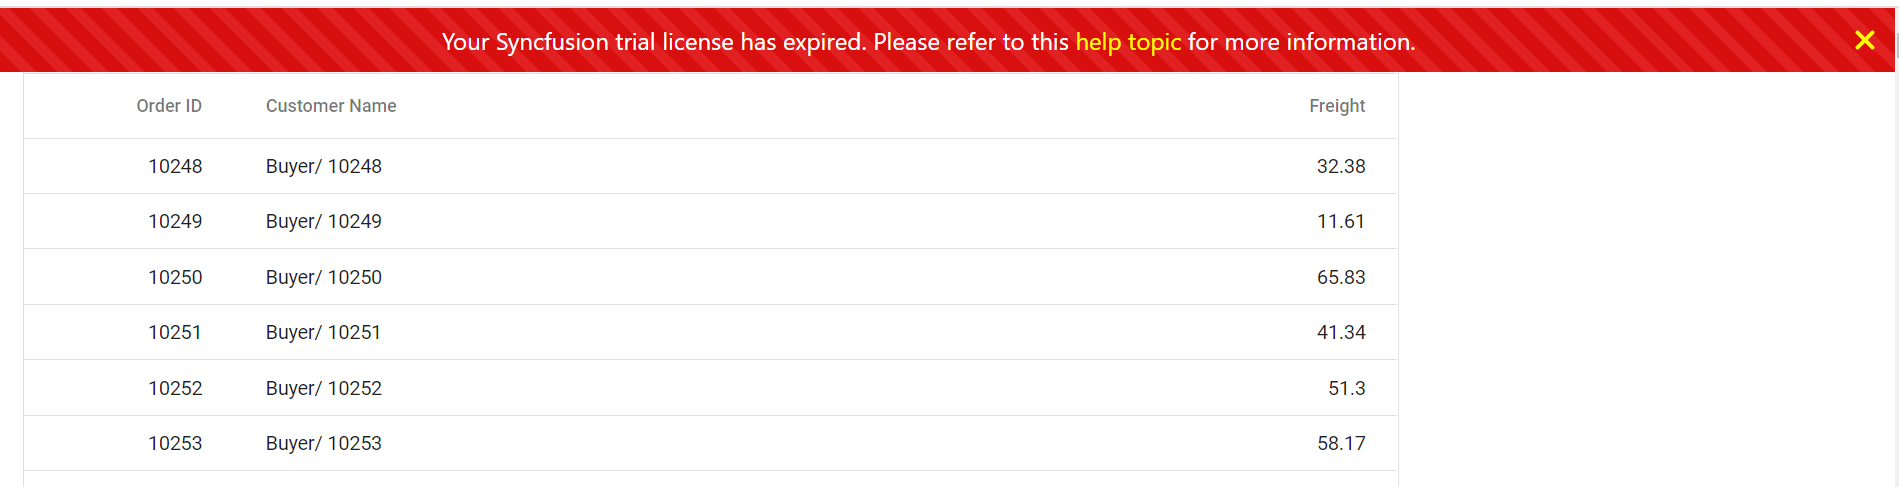 Your Syncfusion trial license has expired. Please refer to this help topic for more information.
Order ID Customer Name Freight
10248 Buyer/ 10248 32.38
10249 Buyer/ 10249 11.61
10250 Buyer/ 10250 65.83
10251 Buyer/ 10251 41.34
10252 Buyer/ 10252 51.3
10253 Buyer/ 10253 58.17